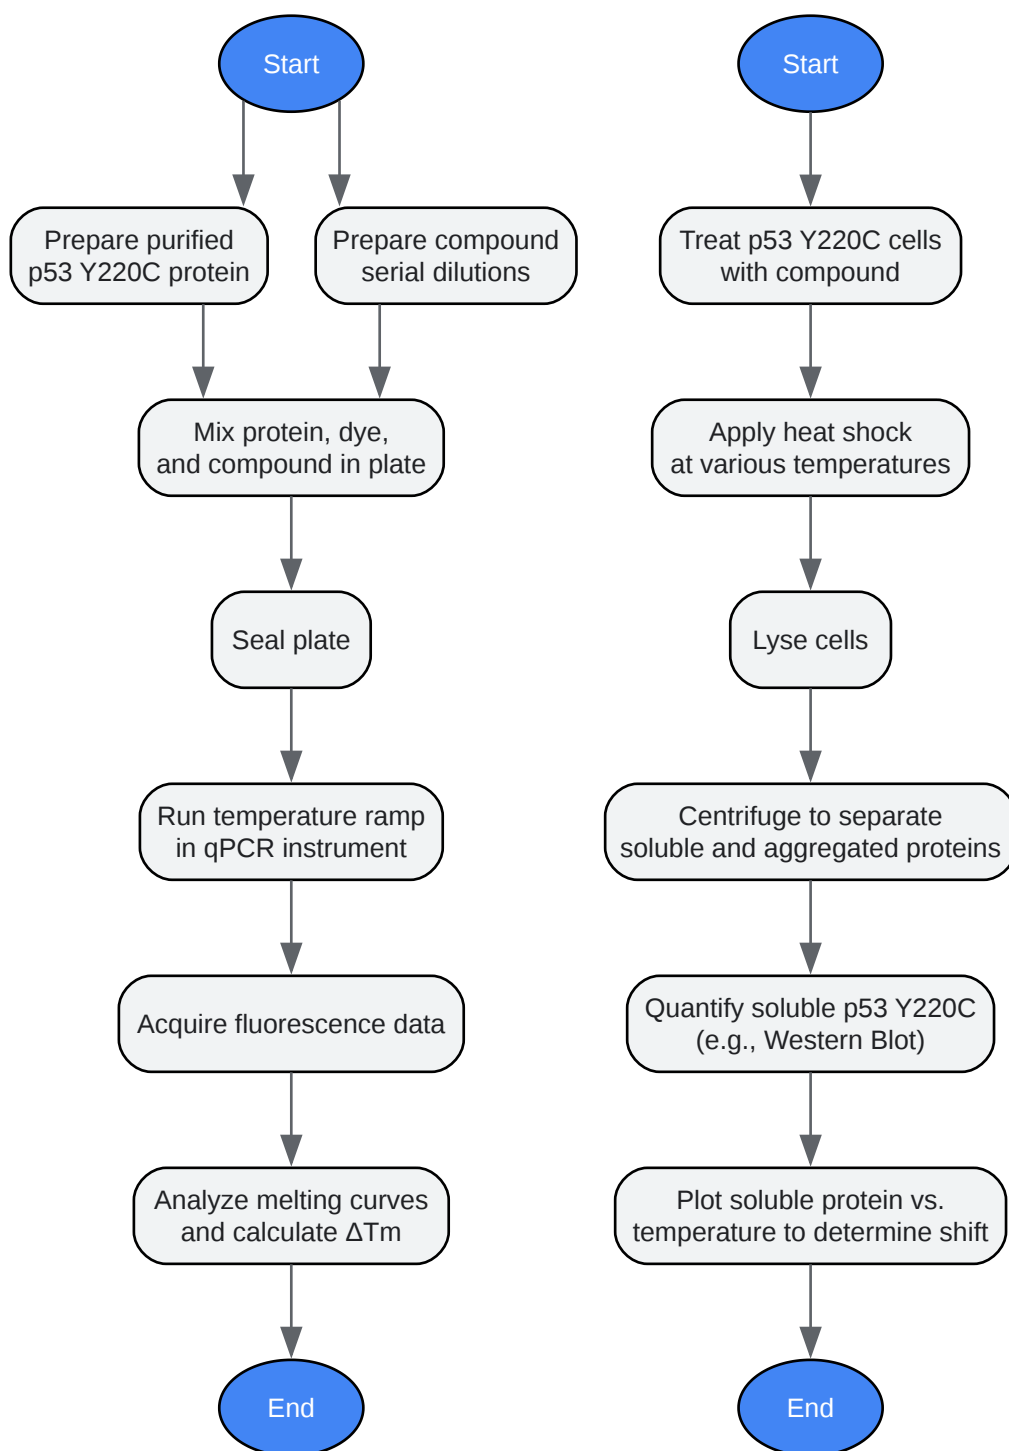 Start
Prepare purified
p53 Y220C protein
Prepare compound
serial dilutions
Mix protein, dye,
and compound in plate
Seal plate
Run temperature ramp
in qPCR instrument
Acquire fluorescence data
Analyze melting curves
and calculate ΔTm
End
Start
Treat p53 Y220C cells
with compound
Apply heat shock
at various temperatures
Lyse cells
Centrifuge to separate
soluble and aggregated proteins
Quantify soluble p53 Y220C
(e.g., Western Blot)
Plot soluble protein vs.
temperature to determine shift
End